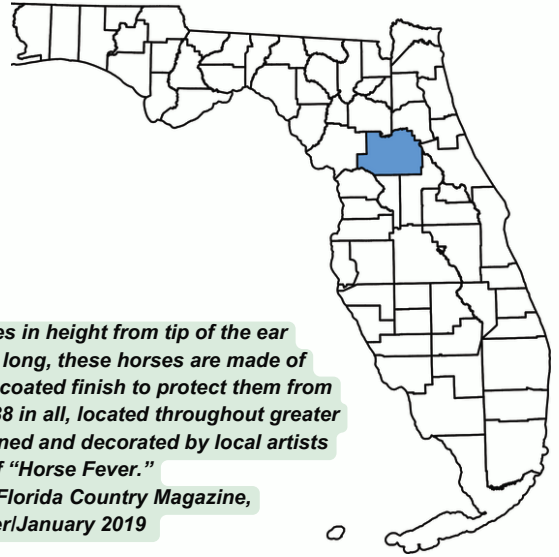 es in height from tip of the ear
long, these horses are made of
coated finish to protect them from
38 in all, located throughout greater
ned and decorated by local artists
f “Horse Fever.”
Florida Country Magazine,
er/January 2019